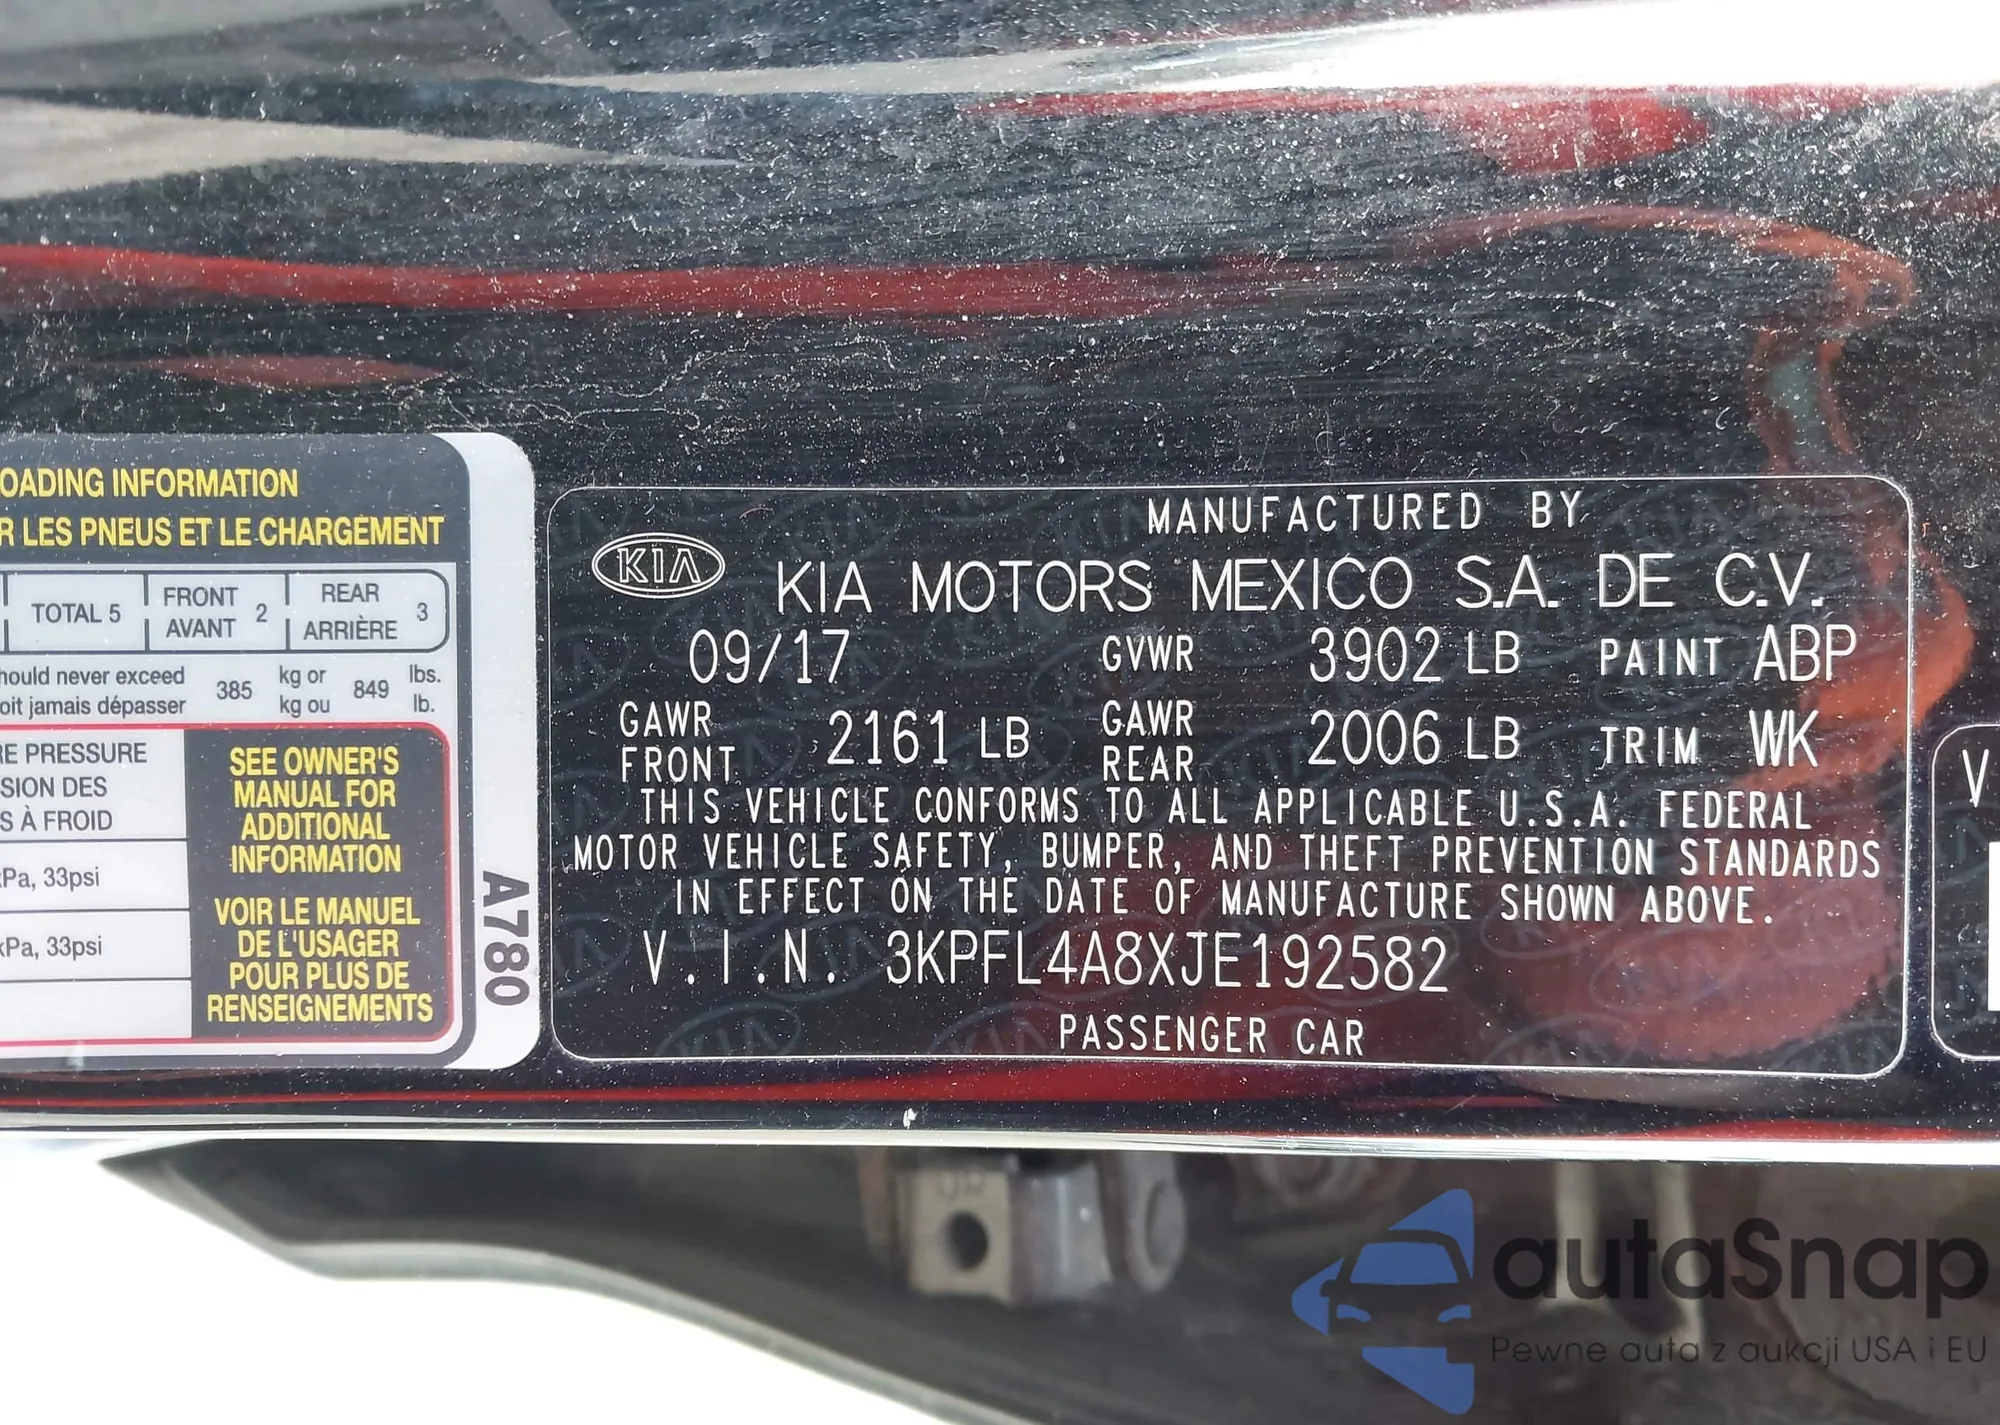 OADING INFORMATION
R LES PNEUS ET LE CHARGEMENT
TOTAL 5
FRONT
AVANT
2
REAR
ARRIÈRE
3
hould never exceed
oit jamais dépasser
385
kg or
kg ou
849
lbs.
lb.
RE PRESSURE
SION DES
S À FROID
kPa, 33psi
kPa, 33psi
SEE OWNER'S
MANUAL FOR
ADDITIONAL
INFORMATION
VOIR LE MANUEL
DE L'USAGER
POUR PLUS DE
RENSEIGNEMENTS
A780
MANUFACTURED BY
KIA
KIA MOTORS MEXICO S.A. DE C.V.
09/17 GVWR 3902 LB PAINT ABP
GAWR FRONT 2161 LB GAWR REAR 2006 LB TRIM WK
THIS VEHICLE CONFORMS TO ALL APPLICABLE U.S.A. FEDERAL
MOTOR VEHICLE SAFETY, BUMPER, AND THEFT PREVENTION STANDARDS
IN EFFECT ON THE DATE OF MANUFACTURE SHOWN ABOVE.
V.I.N. 3KPFL4A8XJE192582
PASSENGER CAR
V
autaSnap
Pewne auta z aukcji USA i EU